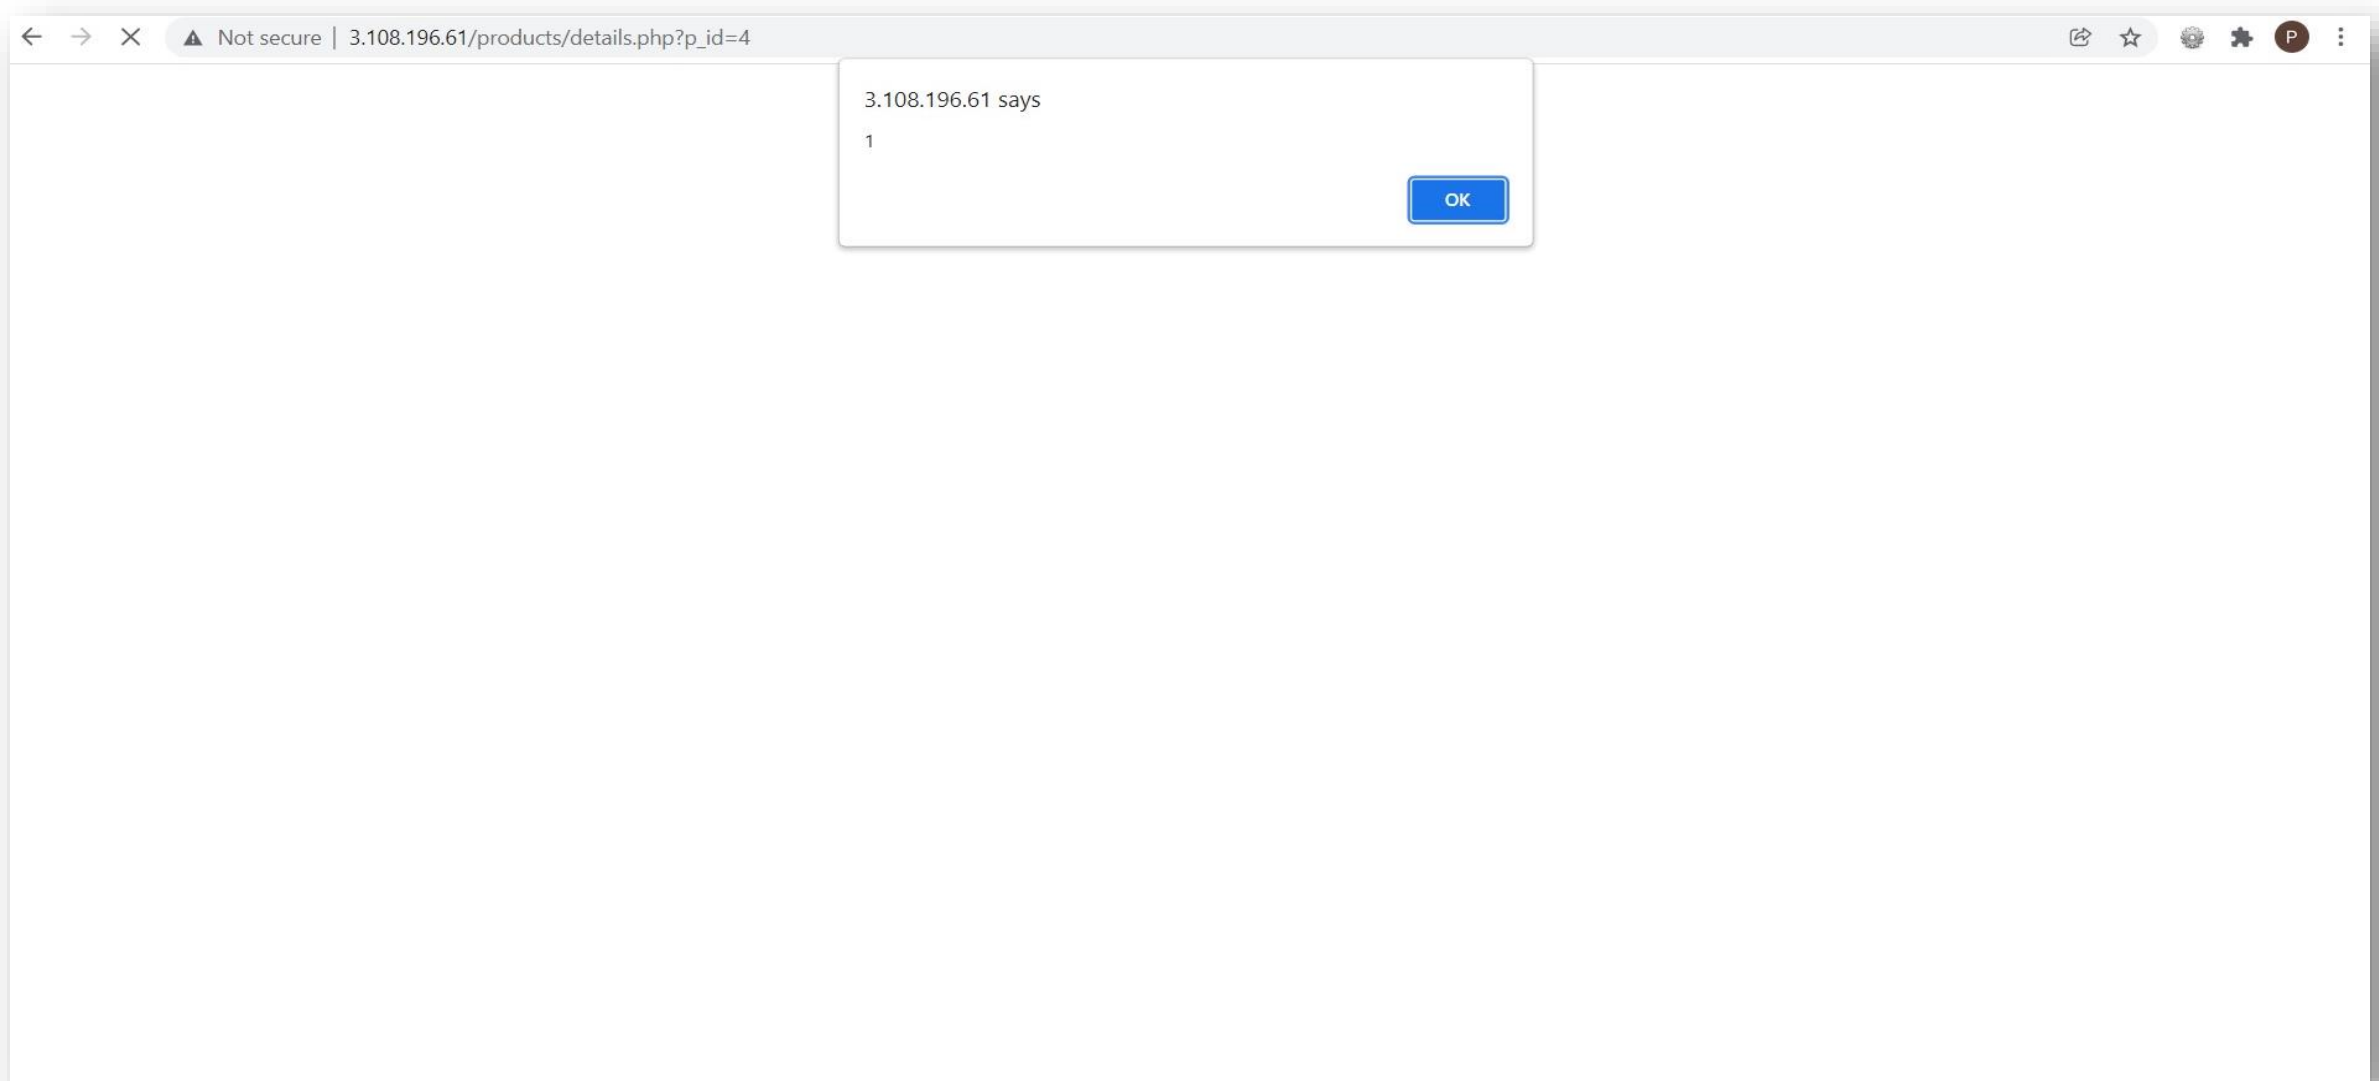 Not secure | 3.108.196.61/products/details.php?p_id=4
P
3.108.196.61 says
1
OK